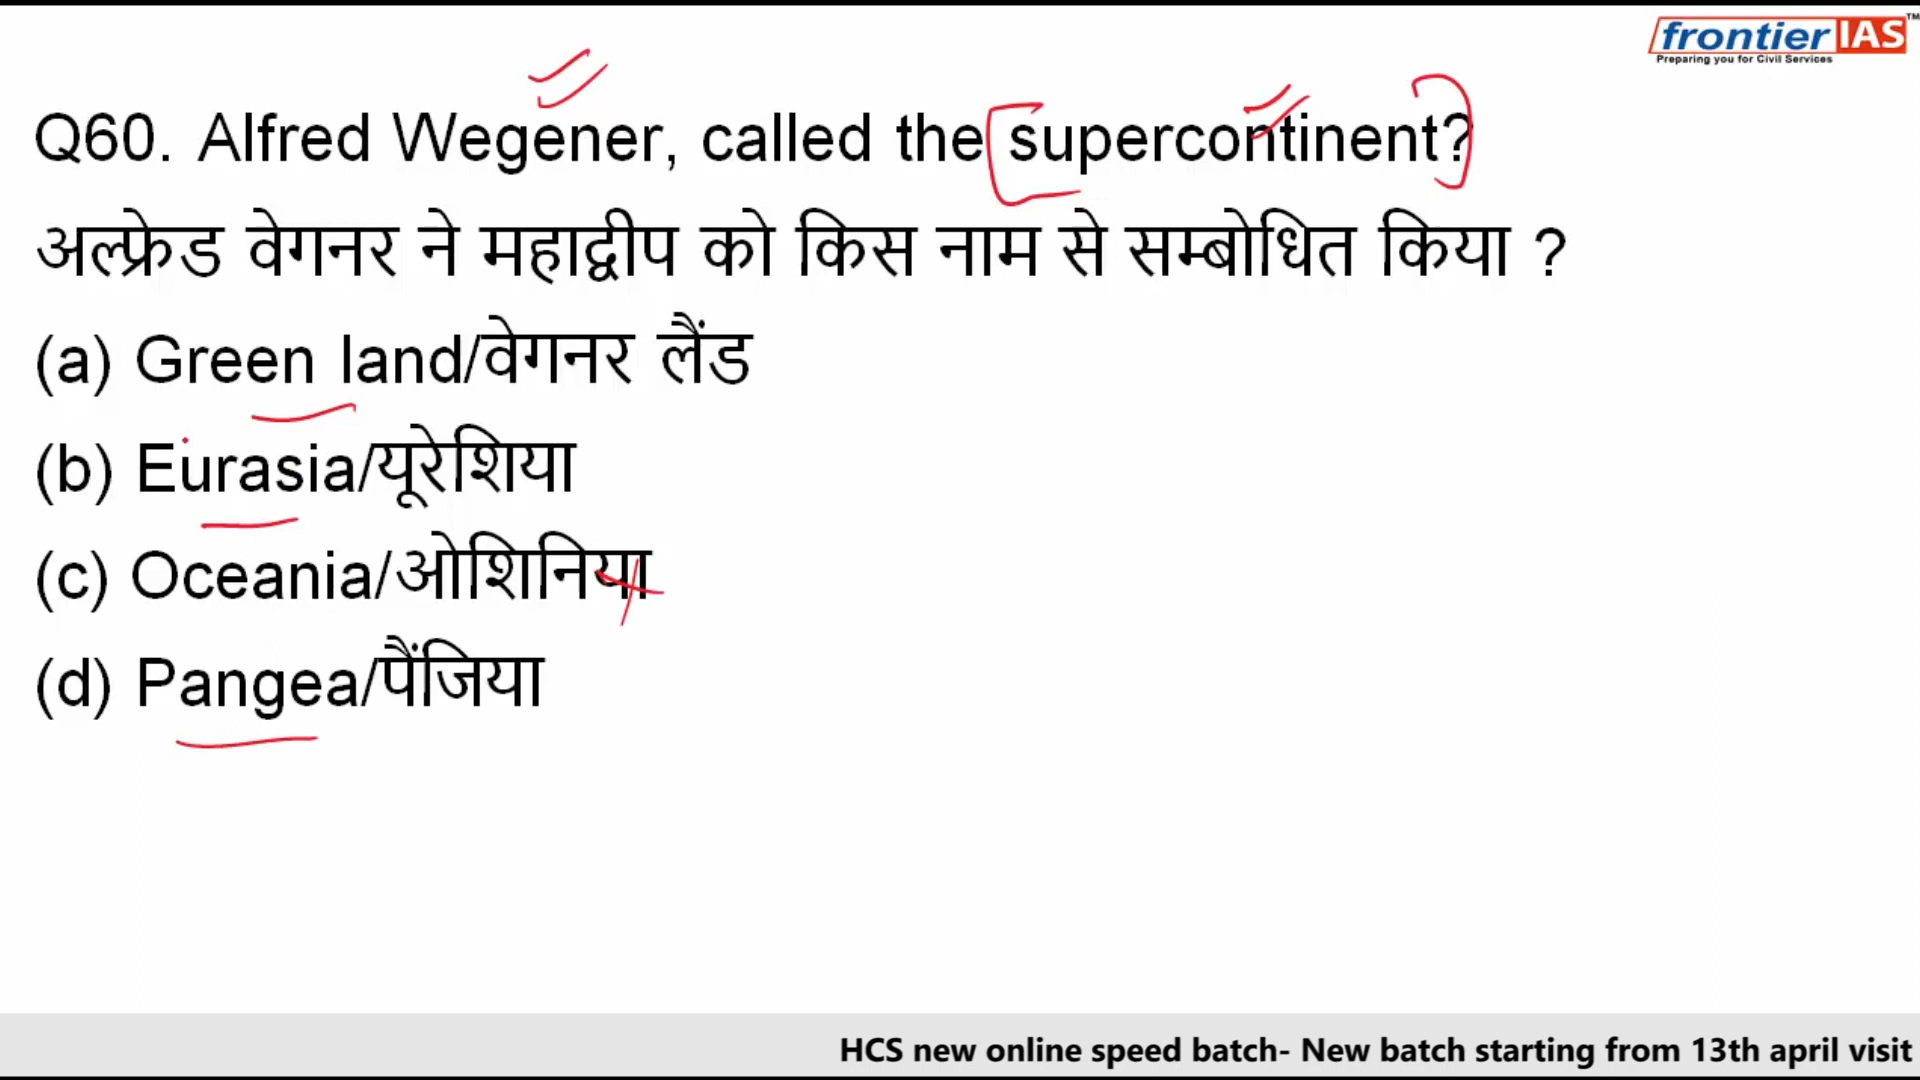 frontier IAS ™
Preparing you for Civil Services
Q60. Alfred Wegener, called the supercontinent?
अल्फ्रेड वेगनर ने महाद्वीप को किस नाम से सम्बोधित किया ?
(a) Green land/वेगनर लैंड
(b) Eurasia/यूरेशिया
(c) Oceania/ओशिनिया
(d) Pangea/पैंजिया
HCS new online speed batch- New batch starting from 13th april visit